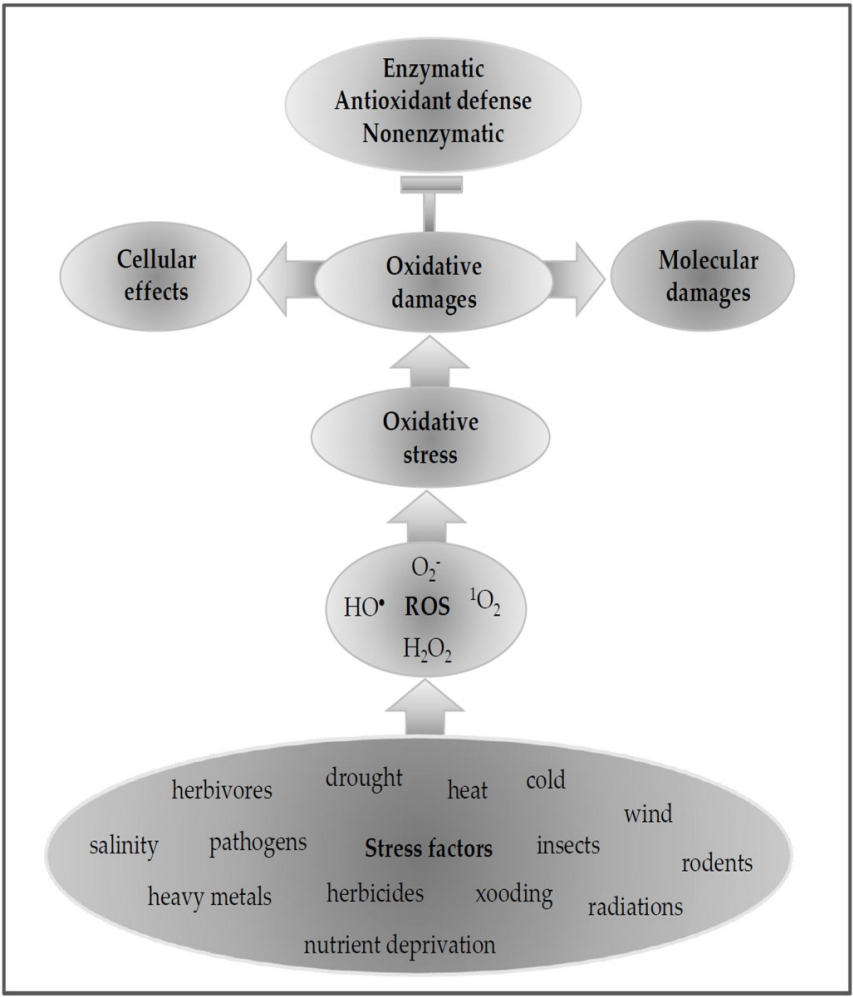 Enzymatic
Antioxidant defense
Nonenzymatic
Cellular
effects
Oxidative
damages
Molecular
damages
Oxidative
stress
O₂⁻
HO• ROS ¹O₂
H₂O₂
herbivores drought heat cold
wind
salinity pathogens Stress factors insects
rodents
heavy metals herbicides xooding
radiations
nutrient deprivation